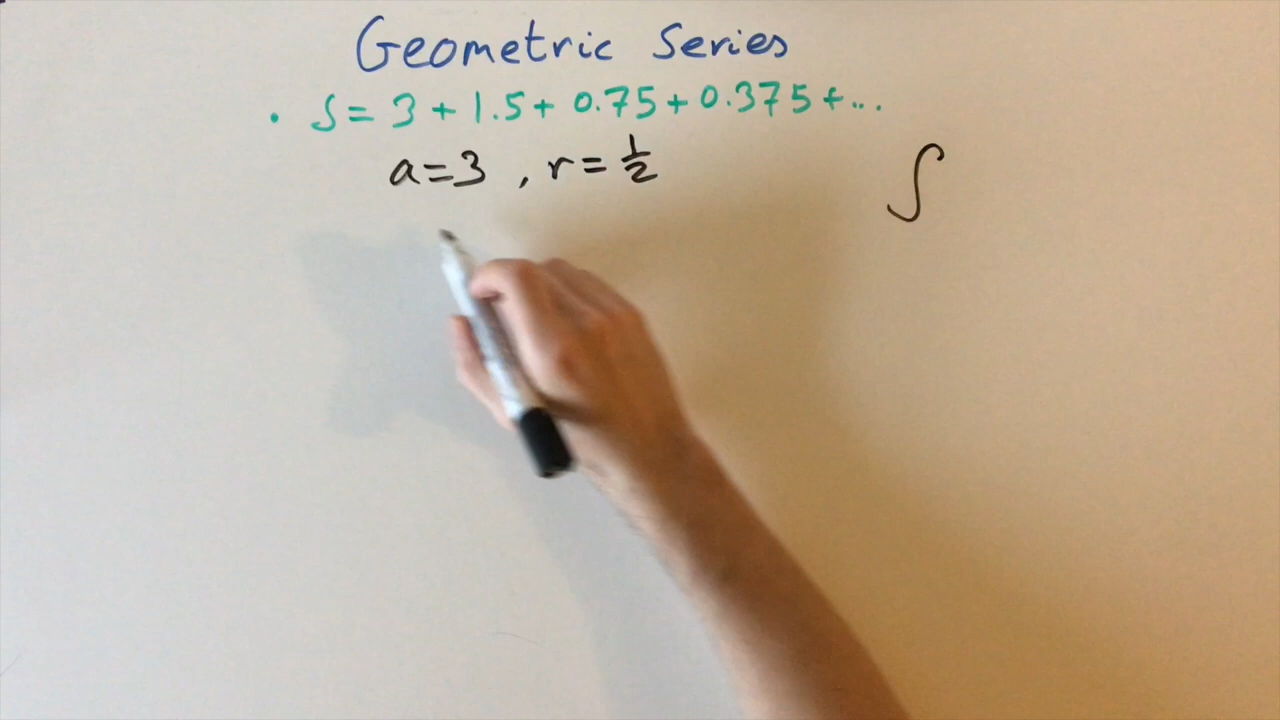 Geometric Series
. S = 3 + 1.5 + 0.75 + 0.375 + ...
a = 3 , r = 1/2
∫